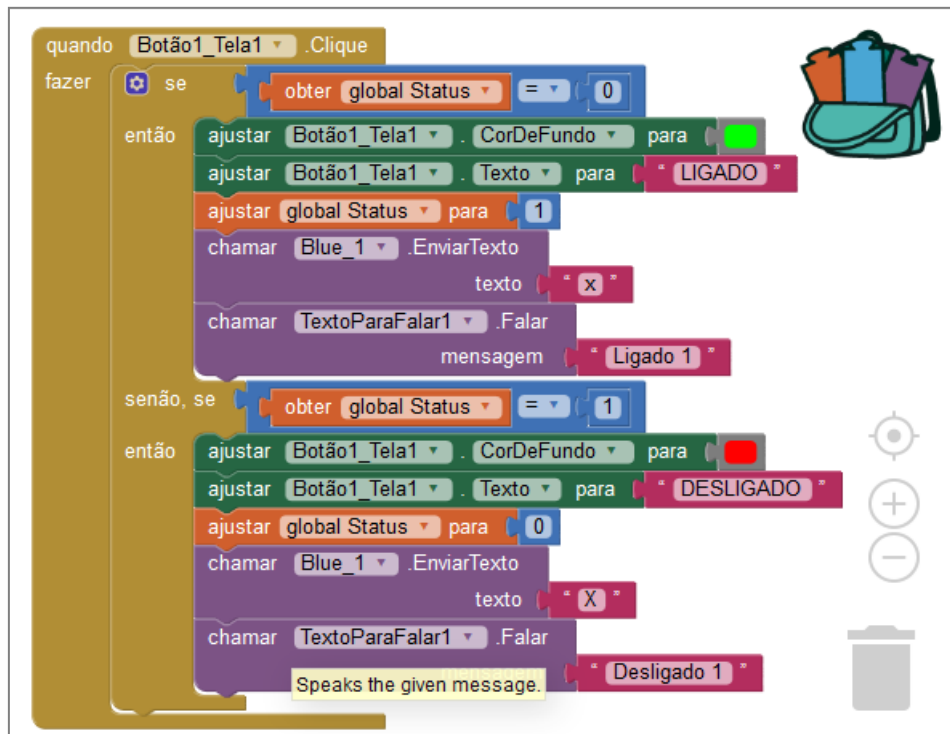 quando Botão1_Tela1 .Clique
fazer se obter global Status = 0
então ajustar Botão1_Tela1 . CorDeFundo para
ajustar Botão1_Tela1 . Texto para " LIGADO "
ajustar global Status para 1
chamar Blue_1 .EnviarTexto
texto " x "
chamar TextoParaFalar1 .Falar
mensagem " Ligado 1 "
senão, se obter global Status = 1
então ajustar Botão1_Tela1 . CorDeFundo para
ajustar Botão1_Tela1 . Texto para " DESLIGADO "
ajustar global Status para 0
chamar Blue_1 .EnviarTexto
texto " X "
chamar TextoParaFalar1 .Falar
mensagem " Desligado 1 "
Speaks the given message.